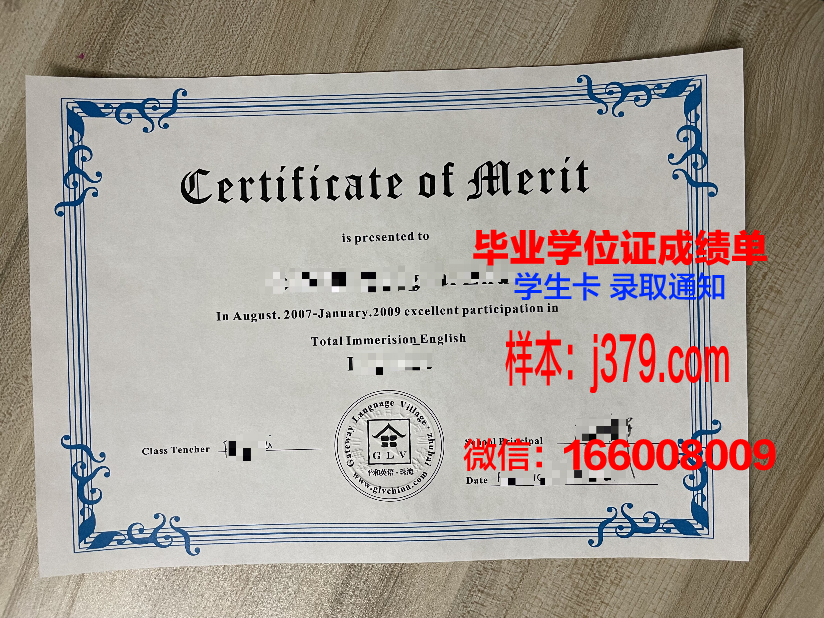 Certificate of Merit
is presented to
毕业学位证成绩单
学生卡 录取通知
In August. 2007-January.2009 excellent participation in
Total Immerision English
样本：j379.com
Gateway Language Village · zhuhai
GLV
www.glvchina.com
Class Tencher
School Principal
微信：166008009
Date